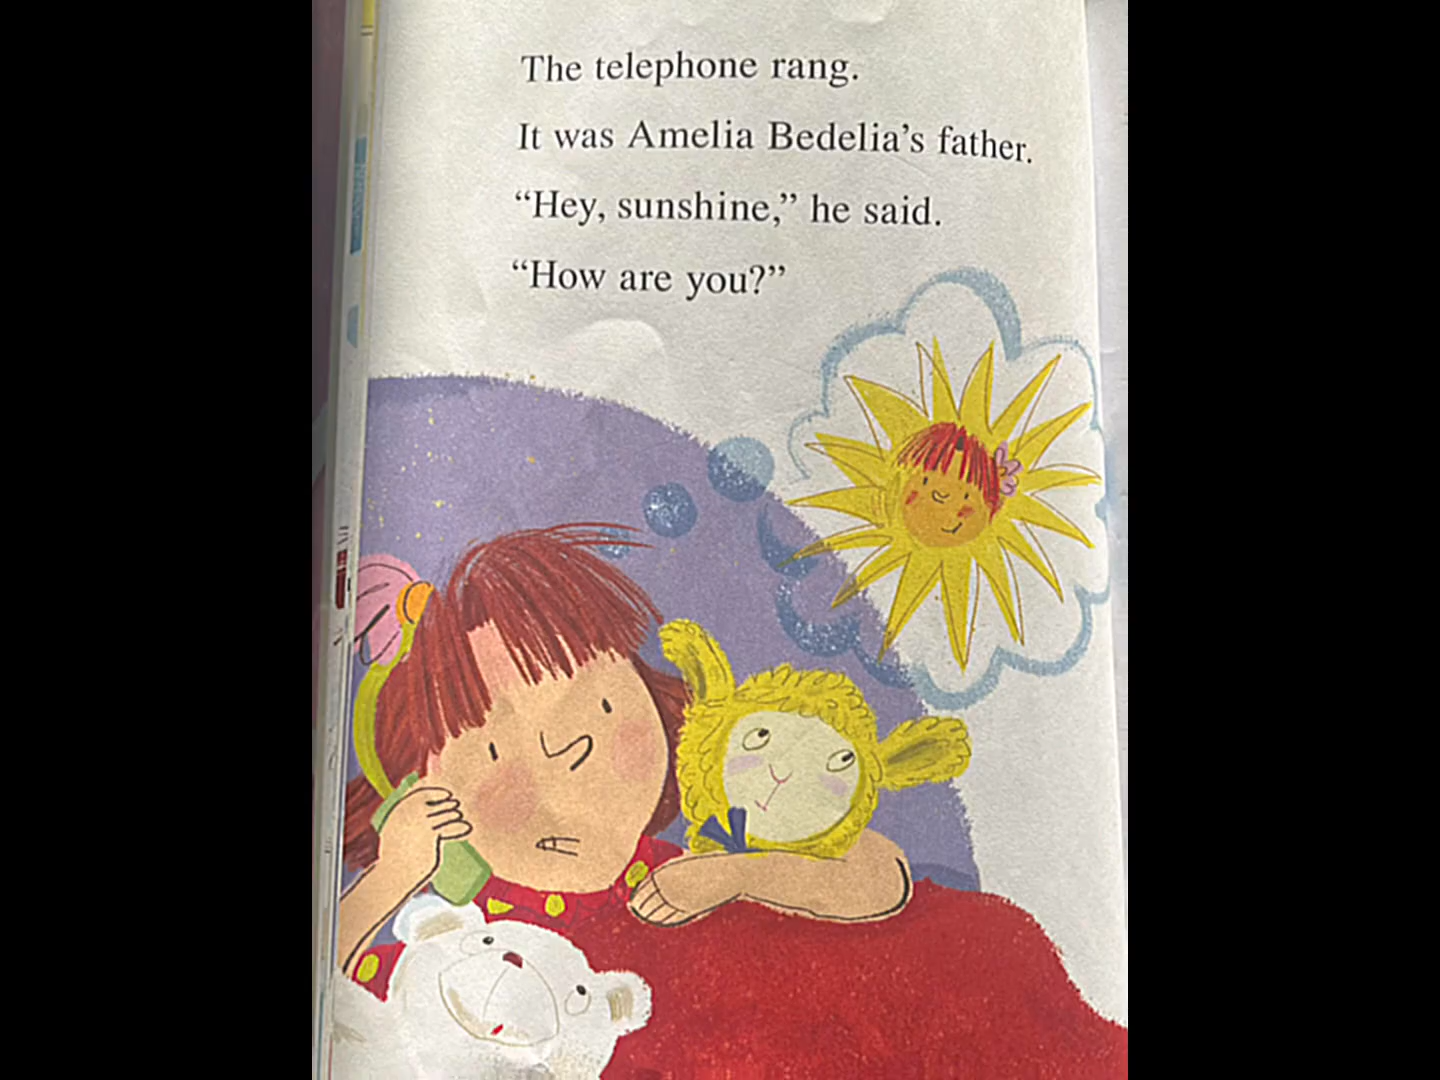 The telephone rang.
It was Amelia Bedelia’s father.
“Hey, sunshine,” he said.
“How are you?”